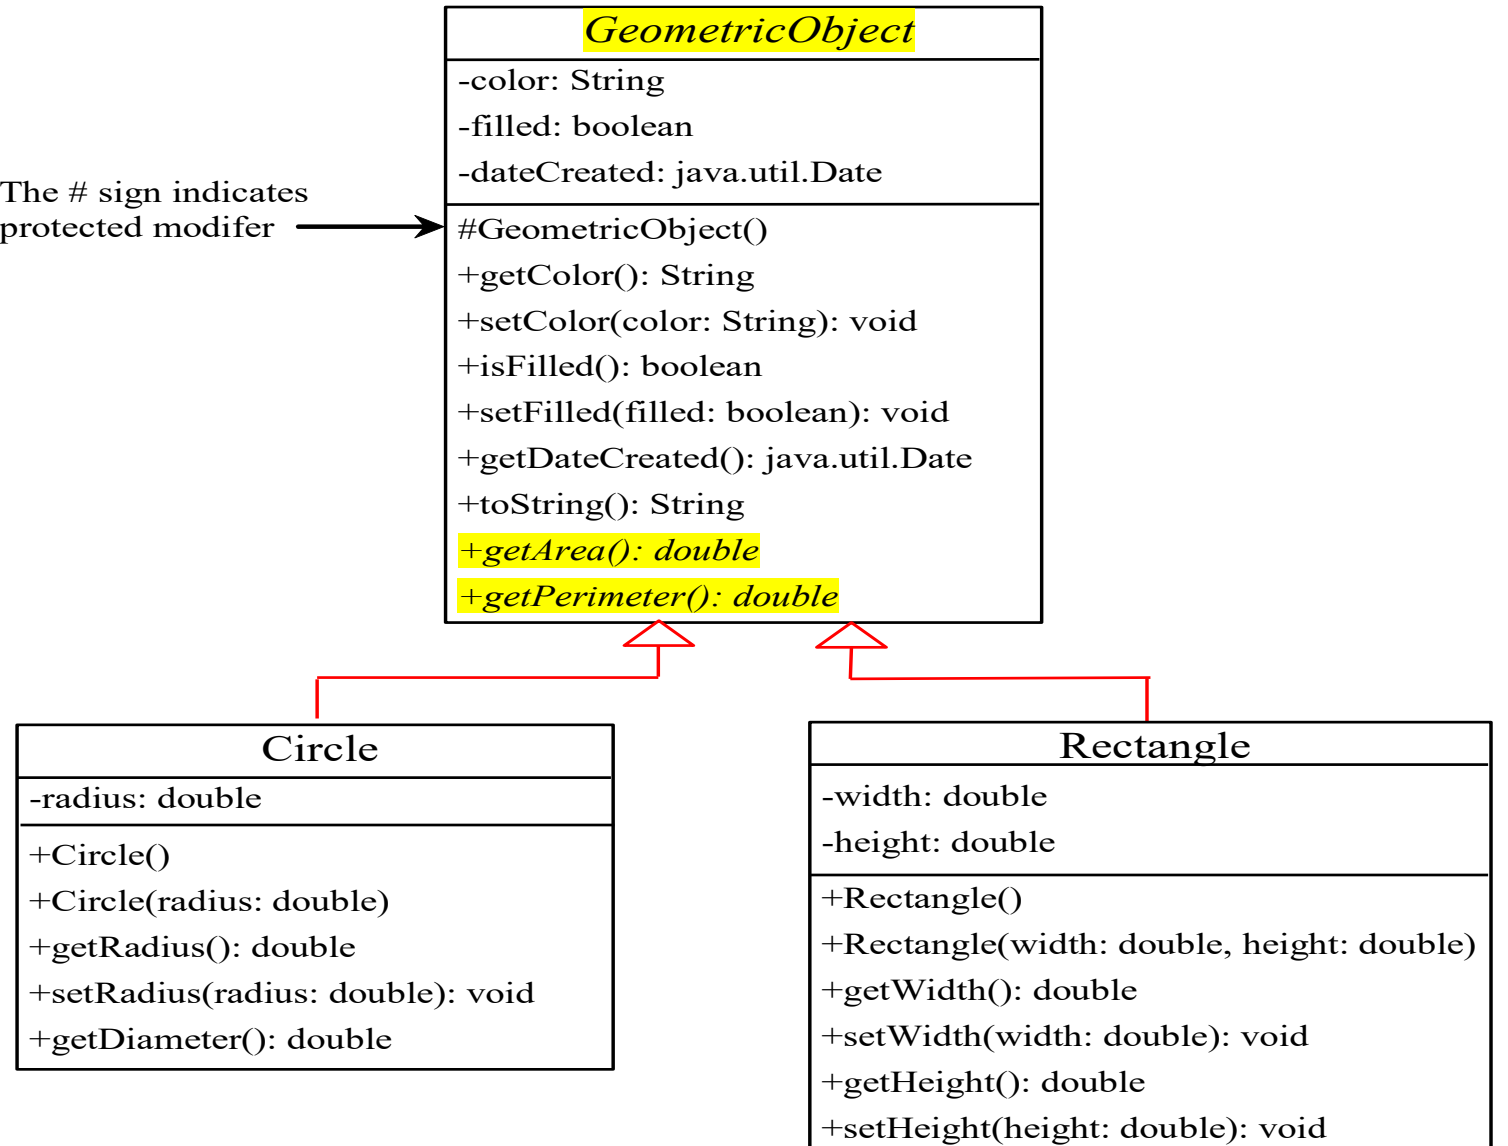 GeometricObject
-color: String
-filled: boolean
-dateCreated: java.util.Date
The # sign indicates
protected modifer
#GeometricObject()
+getColor(): String
+setColor(color: String): void
+isFilled(): boolean
+setFilled(filled: boolean): void
+getDateCreated(): java.util.Date
+toString(): String
+getArea(): double
+getPerimeter(): double
Circle
-radius: double
+Circle()
+Circle(radius: double)
+getRadius(): double
+setRadius(radius: double): void
+getDiameter(): double
Rectangle
-width: double
-height: double
+Rectangle()
+Rectangle(width: double, height: double)
+getWidth(): double
+setWidth(width: double): void
+getHeight(): double
+setHeight(height: double): void